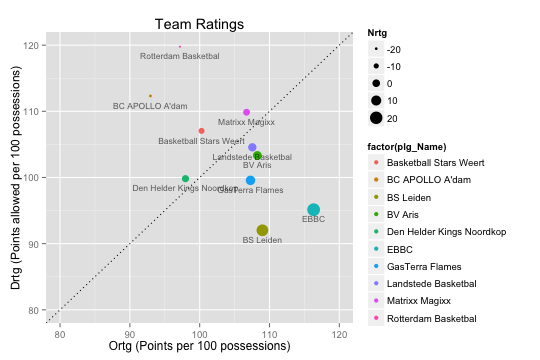 Team Ratings
Drtg (Points allowed per 100 possessions)
120
110
100
90
80
Rotterdam Basketbal
BC APOLLO A'dam
Matrixx Magixx
Basketball Stars Weert
Landstede Basketbal
BV Aris
Den Helder Kings Noordkop
GasTerra Flames
EBBC
BS Leiden
80
90
100
110
120
Ortg (Points per 100 possessions)
Nrtg
-20
-10
0
10
20
factor(plg_Name)
Basketball Stars Weert
BC APOLLO A'dam
BS Leiden
BV Aris
Den Helder Kings Noordkop
EBBC
GasTerra Flames
Landstede Basketbal
Matrixx Magixx
Rotterdam Basketbal